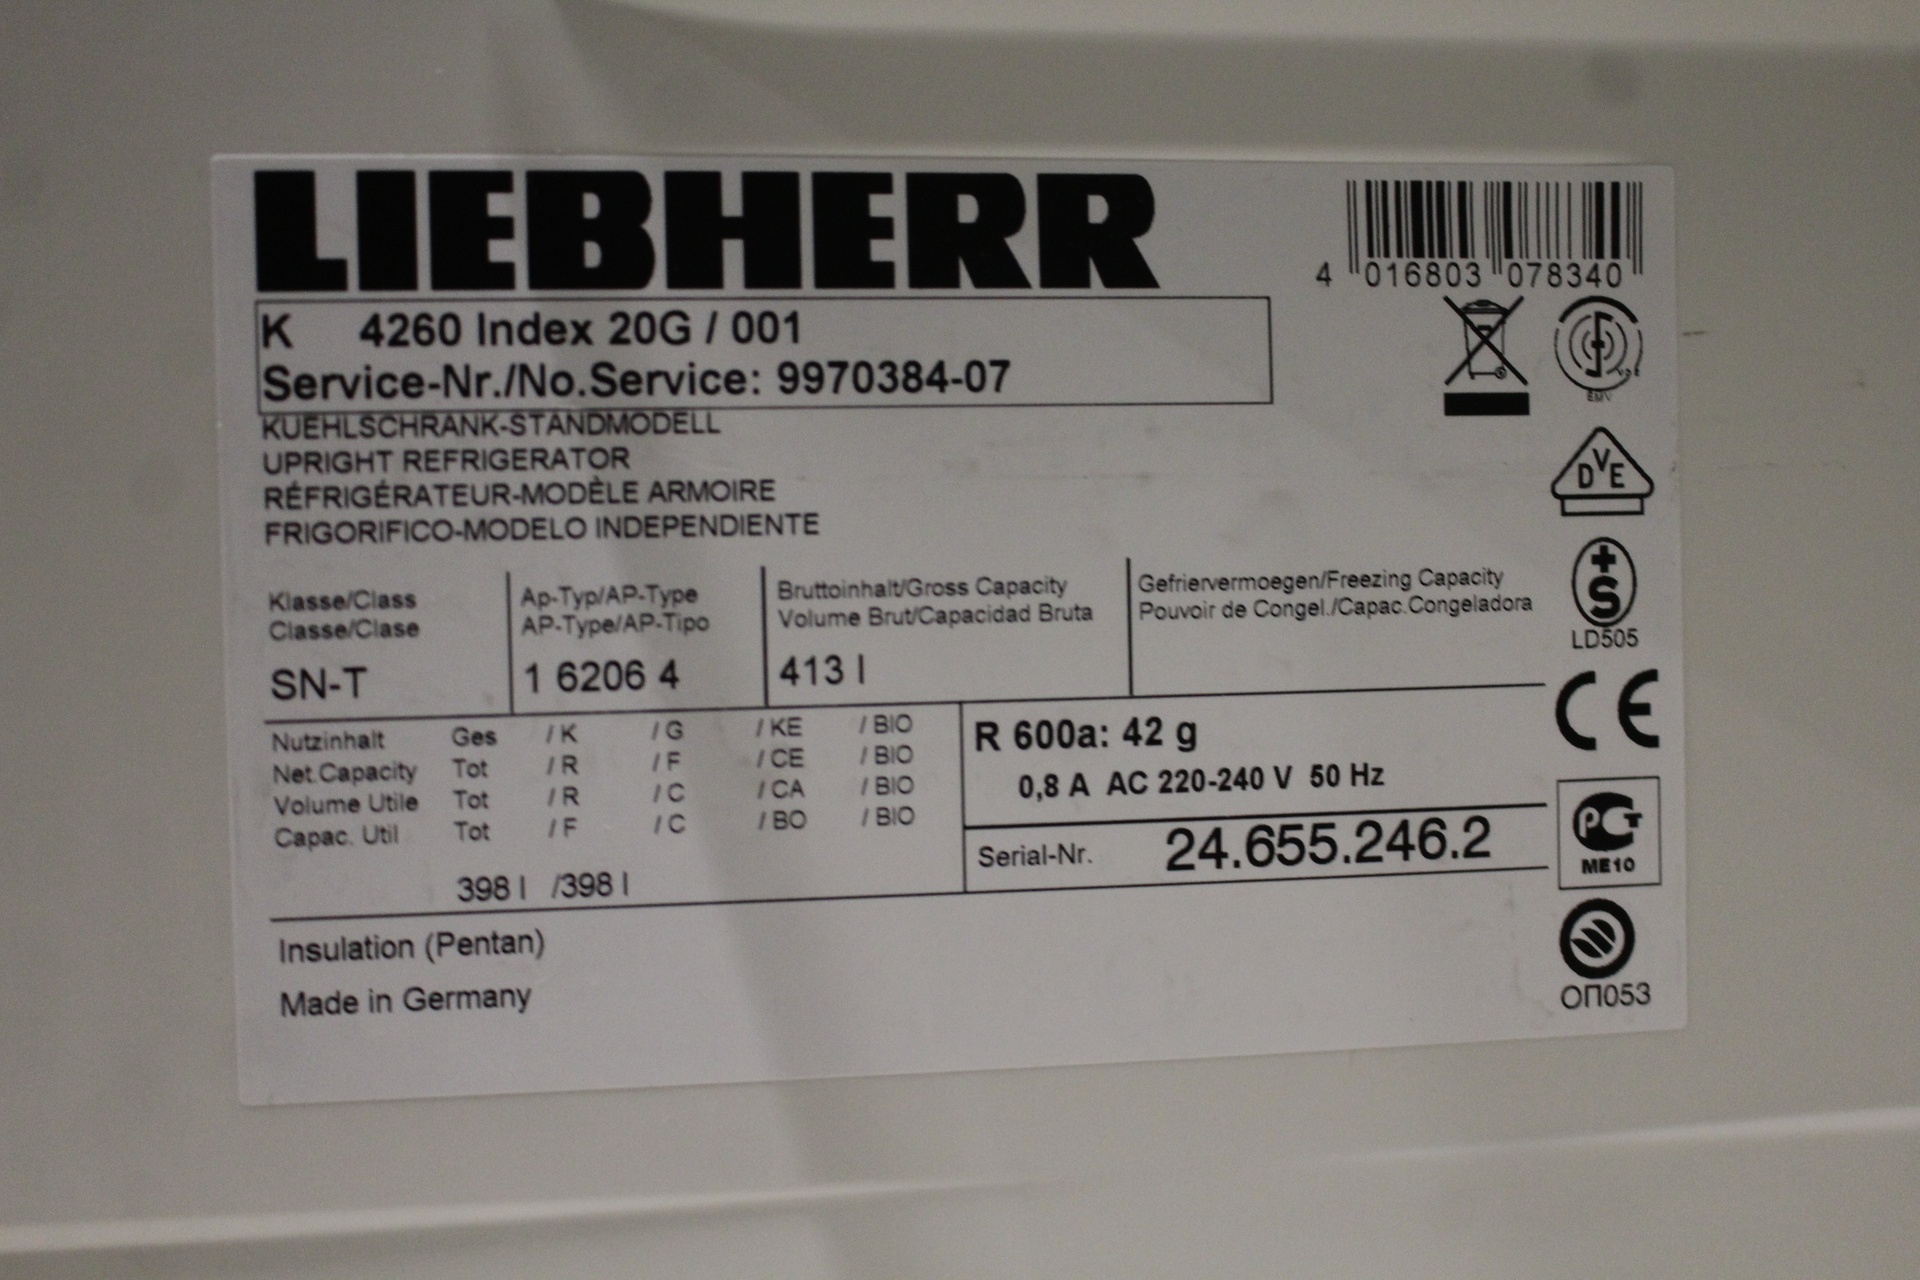 LIEBHERR
4 016803 078340
K 4260 Index 20G / 001
Service-Nr./No.Service: 9970384-07
EMV
KUEHLSCHRANK-STANDMODELL
UPRIGHT REFRIGERATOR
RÉFRIGÉRATEUR-MODÈLE ARMOIRE
FRIGORIFICO-MODELO INDEPENDIENTE
DVE
+S
LD505
Klasse/Class
Classe/Clase
SN-T
Ap-Typ/AP-Type
AP-Type/AP-Tipo
1 6206 4
Bruttoinhalt/Gross Capacity
Volume Brut/Capacidad Bruta
413 l
Gefriervermoegen/Freezing Capacity
Pouvoir de Congel./Capac.Congeladora
CE
Nutzinhalt Ges / K / G / KE / BIO
Net.Capacity Tot / R / F / CE / BIO
Volume Utile Tot / R / C / CA / BIO
Capac. Util Tot / F / C / BO / BIO
398 l /398 l
R 600a: 42 g
0,8 A AC 220-240 V 50 Hz
Serial-Nr. 24.655.246.2
РСТ
ME10
Insulation (Pentan)
Made in Germany
ОП053